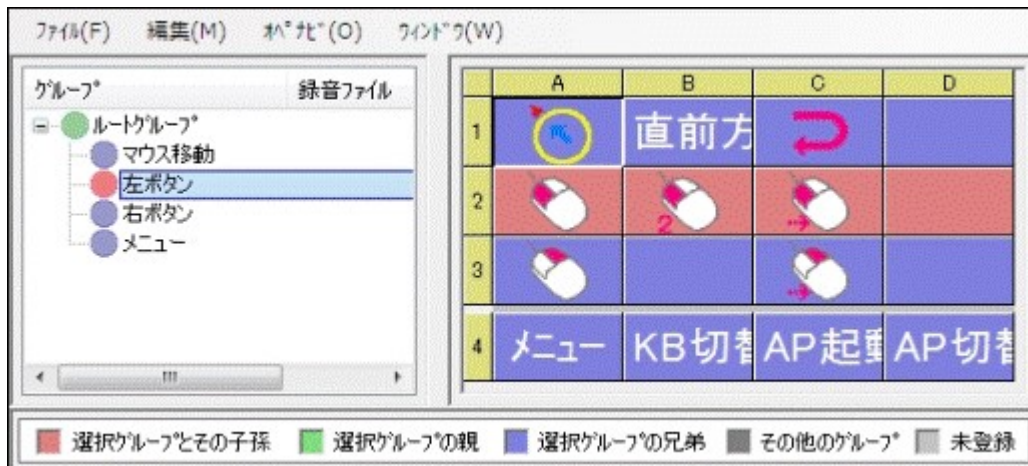 ﾌｧｲﾙ(F) 編集(M) ｵﾍﾟﾅﾋﾞ(O) ｳｨﾝﾄﾞｳ(W)
ｸﾞﾙｰﾌﾟ 録音ﾌｧｲﾙ
ﾙｰﾄｸﾞﾙｰﾌﾟ
マウス移動
左ボタン
右ボタン
メニュー
A B C D
1 直前方
2 2
3
4 メニュー KB切替 AP起動 AP切替
選択ｸﾞﾙｰﾌﾟとその子孫 選択ｸﾞﾙｰﾌﾟの親 選択ｸﾞﾙｰﾌﾟの兄弟 その他のｸﾞﾙｰﾌﾟ 未登録